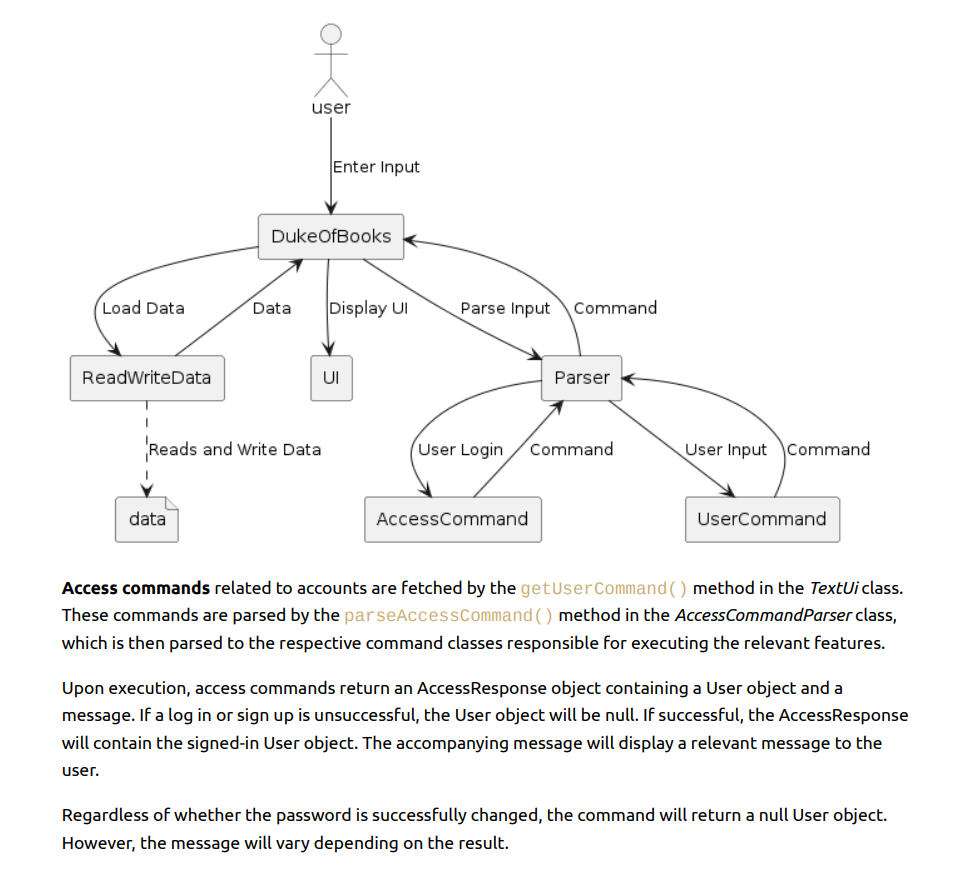 user
Enter Input
DukeOfBooks
Load Data
Data
Display UI
Parse Input
Command
ReadWriteData
UI
Parser
Reads and Write Data
User Login
Command
User Input
Command
data
AccessCommand
UserCommand
Access commands related to accounts are fetched by the getUserCommand() method in the TextUi class.
These commands are parsed by the parseAccessCommand() method in the AccessCommandParser class,
which is then parsed to the respective command classes responsible for executing the relevant features.
Upon execution, access commands return an AccessResponse object containing a User object and a
message. If a log in or sign up is unsuccessful, the User object will be null. If successful, the AccessResponse
will contain the signed-in User object. The accompanying message will display a relevant message to the
user.
Regardless of whether the password is successfully changed, the command will return a null User object.
However, the message will vary depending on the result.